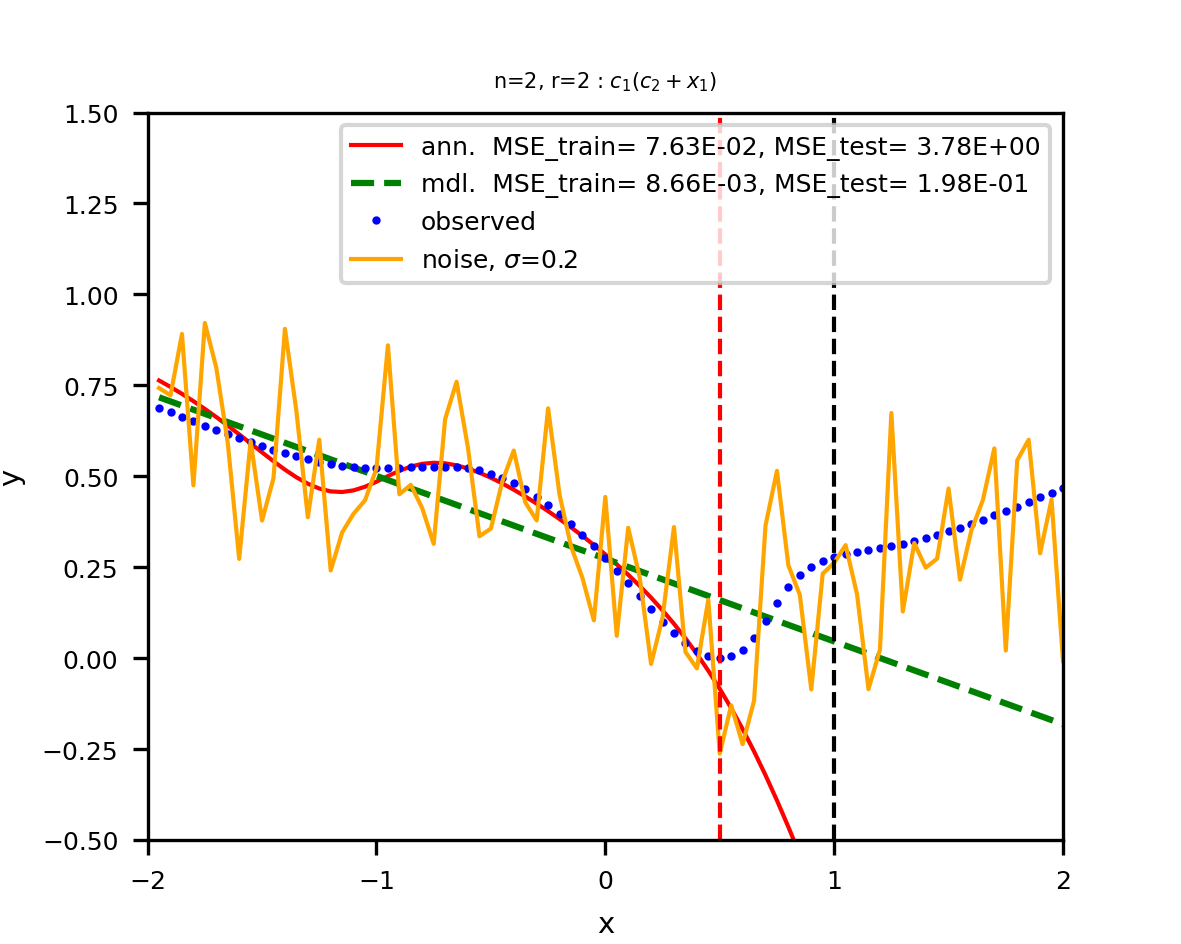 n=2, r=2 : c₁(c₂ + x₁)
1.50
1.25
1.00
0.75
0.50
0.25
0.00
−0.25
−0.50
y
ann.  MSE_train= 7.63E-02, MSE_test= 3.78E+00
mdl.  MSE_train= 8.66E-03, MSE_test= 1.98E-01
observed
noise, σ=0.2
−2 −1 0 1 2
x